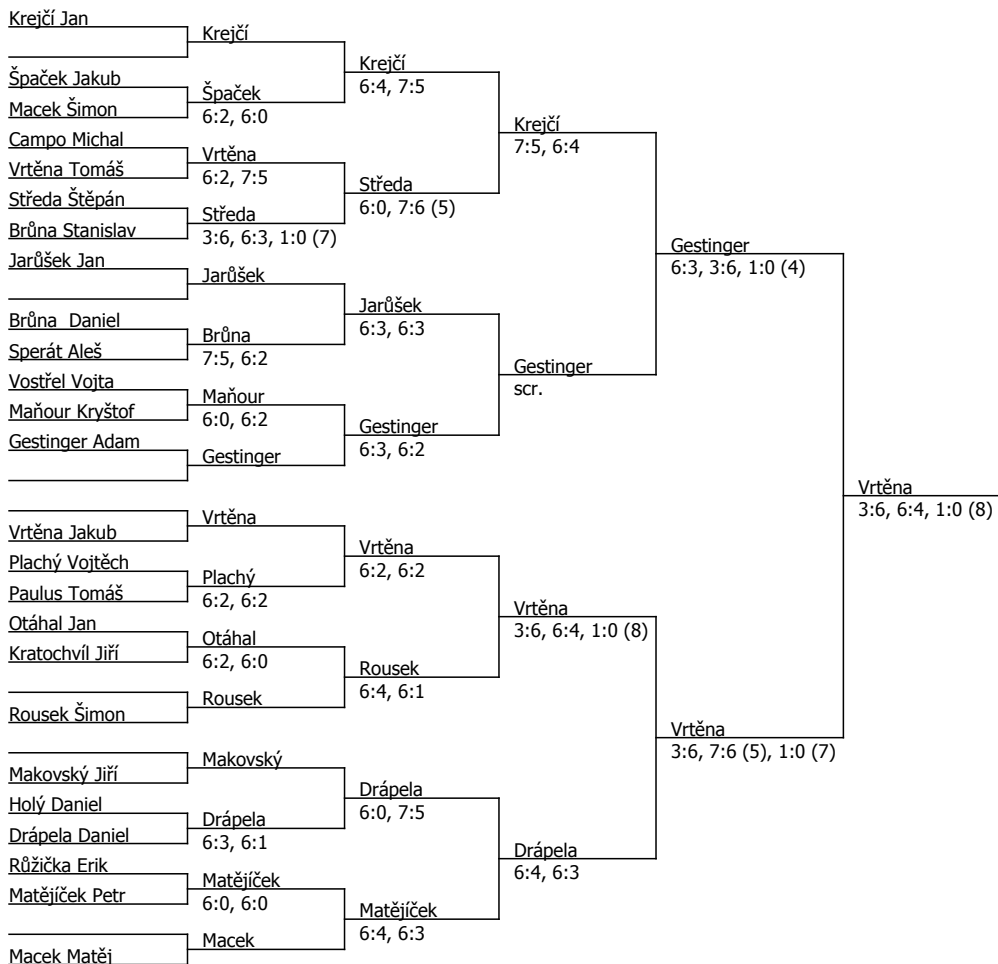 Krejčí Jan
Špaček Jakub
Macek Šimon
Campo Michal
Vrtěna Tomáš
Středa Štěpán
Brůna Stanislav
Jarůšek Jan
Brůna  Daniel
Sperát Aleš
Vostřel Vojta
Maňour Kryštof
Gestinger Adam
Vrtěna Jakub
Plachý Vojtěch
Paulus Tomáš
Otáhal Jan
Kratochvíl Jiří
Rousek Šimon
Makovský Jiří
Holý Daniel
Drápela Daniel
Růžička Erik
Matějíček Petr
Macek Matěj
Krejčí
Špaček
6:2, 6:0
Vrtěna
6:2, 7:5
Středa
3:6, 6:3, 1:0 (7)
Jarůšek
Brůna
7:5, 6:2
Maňour
6:0, 6:2
Gestinger
Vrtěna
Plachý
6:2, 6:2
Otáhal
6:2, 6:0
Rousek
Makovský
Drápela
6:3, 6:1
Matějíček
6:0, 6:0
Macek
Krejčí
6:4, 7:5
Středa
6:0, 7:6 (5)
Jarůšek
6:3, 6:3
Gestinger
6:3, 6:2
Vrtěna
6:2, 6:2
Rousek
6:4, 6:1
Drápela
6:0, 7:5
Matějíček
6:4, 6:3
Krejčí
7:5, 6:4
Gestinger
scr.
Vrtěna
3:6, 6:4, 1:0 (8)
Drápela
6:4, 6:3
Gestinger
6:3, 3:6, 1:0 (4)
Vrtěna
3:6, 7:6 (5), 1:0 (7)
Vrtěna
3:6, 6:4, 1:0 (8)